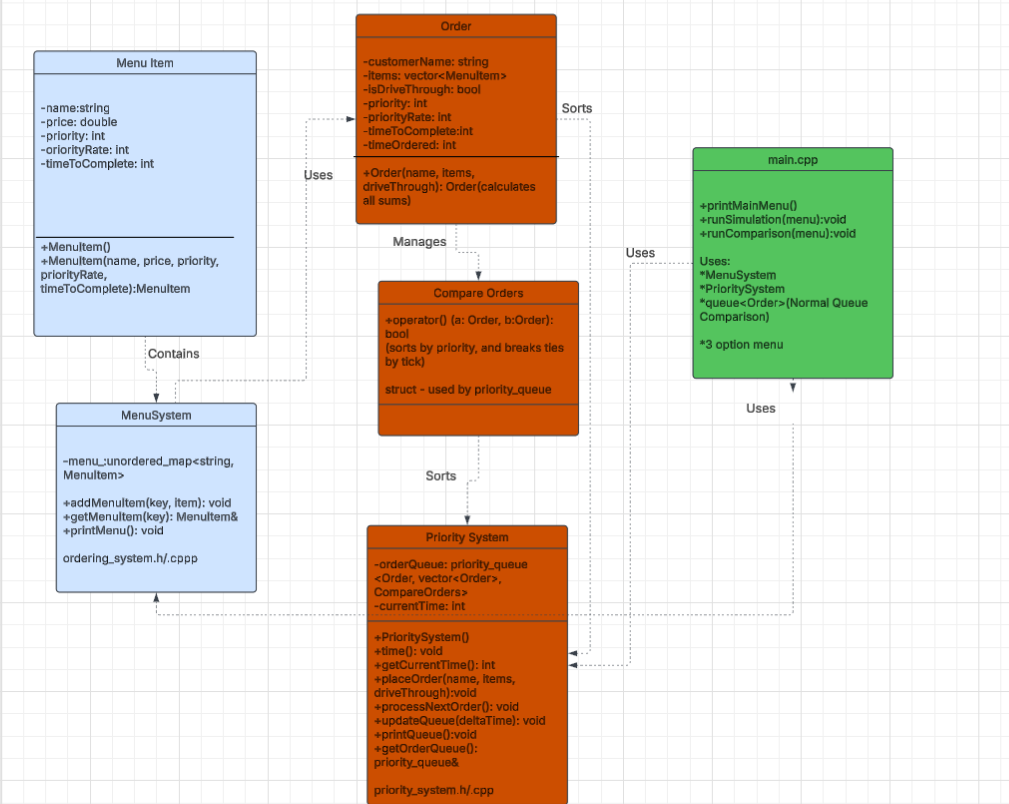 Menu Item
-name:string
-price: double
-priority: int
-oriorityRate: int
-timeToComplete: int
+MenuItem()
+MenuItem(name, price, priority,
priorityRate,
timeToComplete):MenuItem
Contains
MenuSystem
-menu_:unordered_map<string,
MenuItem>
+addMenuItem(key, item): void
+getMenuItem(key): MenuItem&
+printMenu(): void
ordering_system.h/.cppp
Uses
Order
-customerName: string
-items: vector<MenuItem>
-isDriveThrough: bool
-priority: int
-priorityRate: int
-timeToComplete:int
-timeOrdered: int
+Order(name, items,
driveThrough): Order(calculates
all sums)
Manages
Compare Orders
+operator() (a: Order, b:Order):
bool
(sorts by priority, and breaks ties
by tick)
struct - used by priority_queue
Sorts
Priority System
-orderQueue: priority_queue
<Order, vector<Order>,
CompareOrders>
-currentTime: int
+PrioritySystem()
+time(): void
+getCurrentTime(): int
+placeOrder(name, items,
driveThrough):void
+processNextOrder(): void
+updateQueue(deltaTime): void
+printQueue():void
+getOrderQueue():
priority_queue&
priority_system.h/.cpp
Sorts
Uses
main.cpp
+printMainMenu()
+runSimulation(menu):void
+runComparison(menu):void
Uses:
*MenuSystem
*PrioritySystem
*queue<Order>(Normal Queue
Comparison)
*3 option menu
Uses